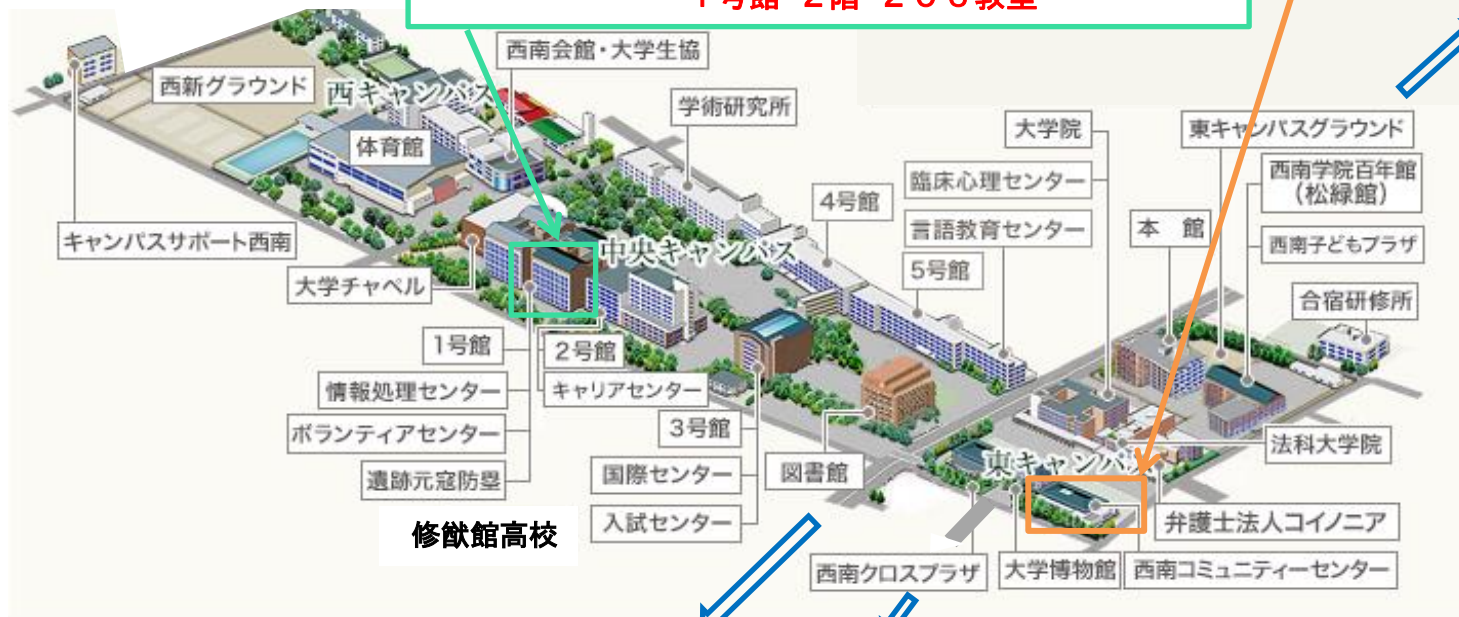 1号館 2階 206教室
西南会館・大学生協
西新グラウンド
西キャンパス
学術研究所
大学院
東キャンパスグラウンド
体育館
西南学院百年館
(松緑館)
臨床心理センター
4号館
キャンパスサポート西南
中央キャンパス
言語教育センター
本 館
西南子どもプラザ
5号館
大学チャペル
合宿研修所
1号館
2号館
情報処理センター
キャリアセンター
ボランティアセンター
3号館
法科大学院
遺跡元寇防塁
国際センター
図書館
東キャンパス
入試センター
弁護士法人コイノニア
修猷館高校
西南クロスプラザ
大学博物館
西南コミュニティーセンター